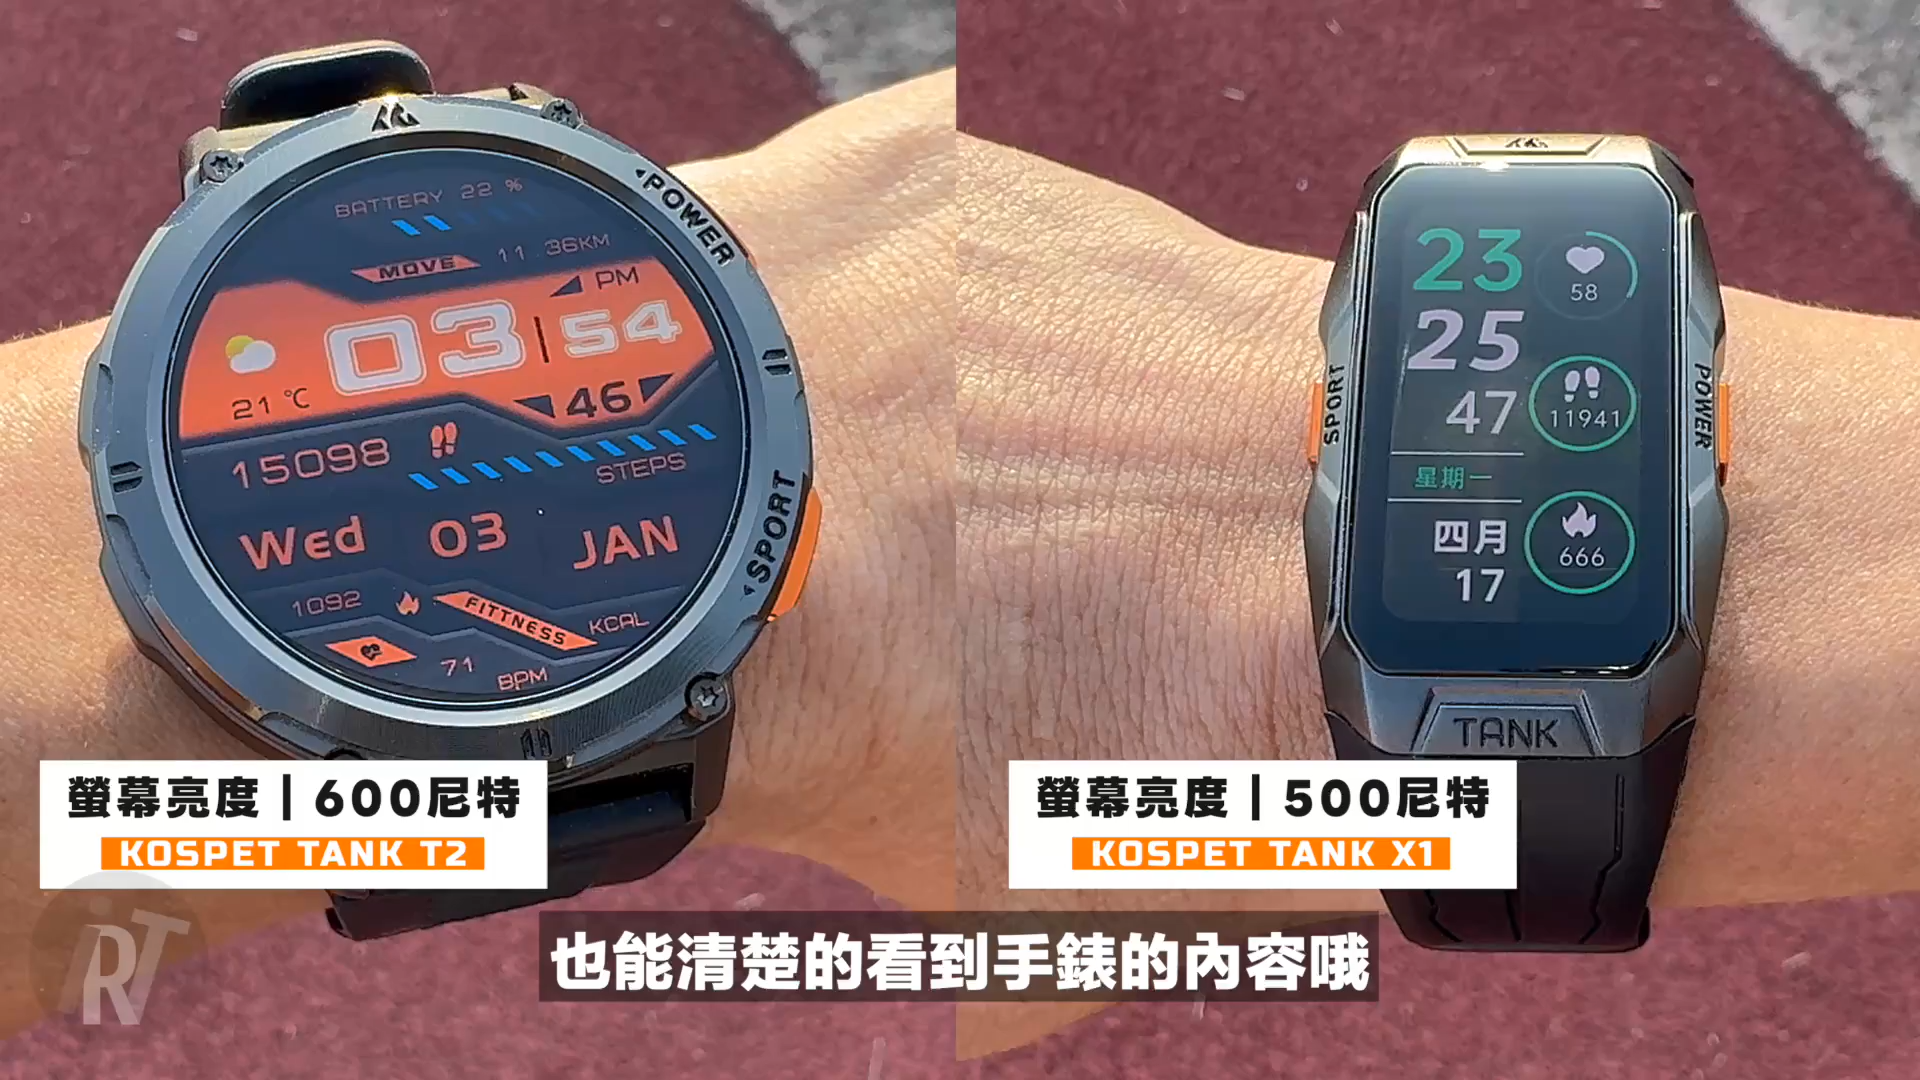 BATTERY 22 %
MOVE 11.36KM
PM
03 54
21 °C
46
15098
STEPS
Wed 03 JAN
1092 FITTNESS KCAL
71 BPM
POWER
SPORT
23
58
25
47
11941
星期一
四月
17
666
SPORT
POWER
TANK
螢幕亮度 | 600尼特
KOSPET TANK T2
螢幕亮度 | 500尼特
KOSPET TANK X1
也能清楚的看到手錶的內容哦
iRT